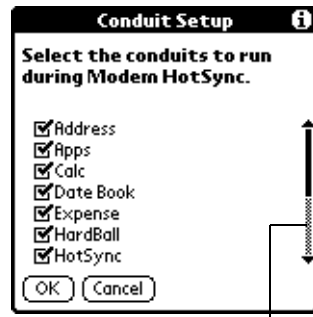 Conduit Setup i
Select the conduits to run
during Modem HotSync.
Address
Apps
Calc
Date Book
Expense
HardBall
HotSync
OK Cancel